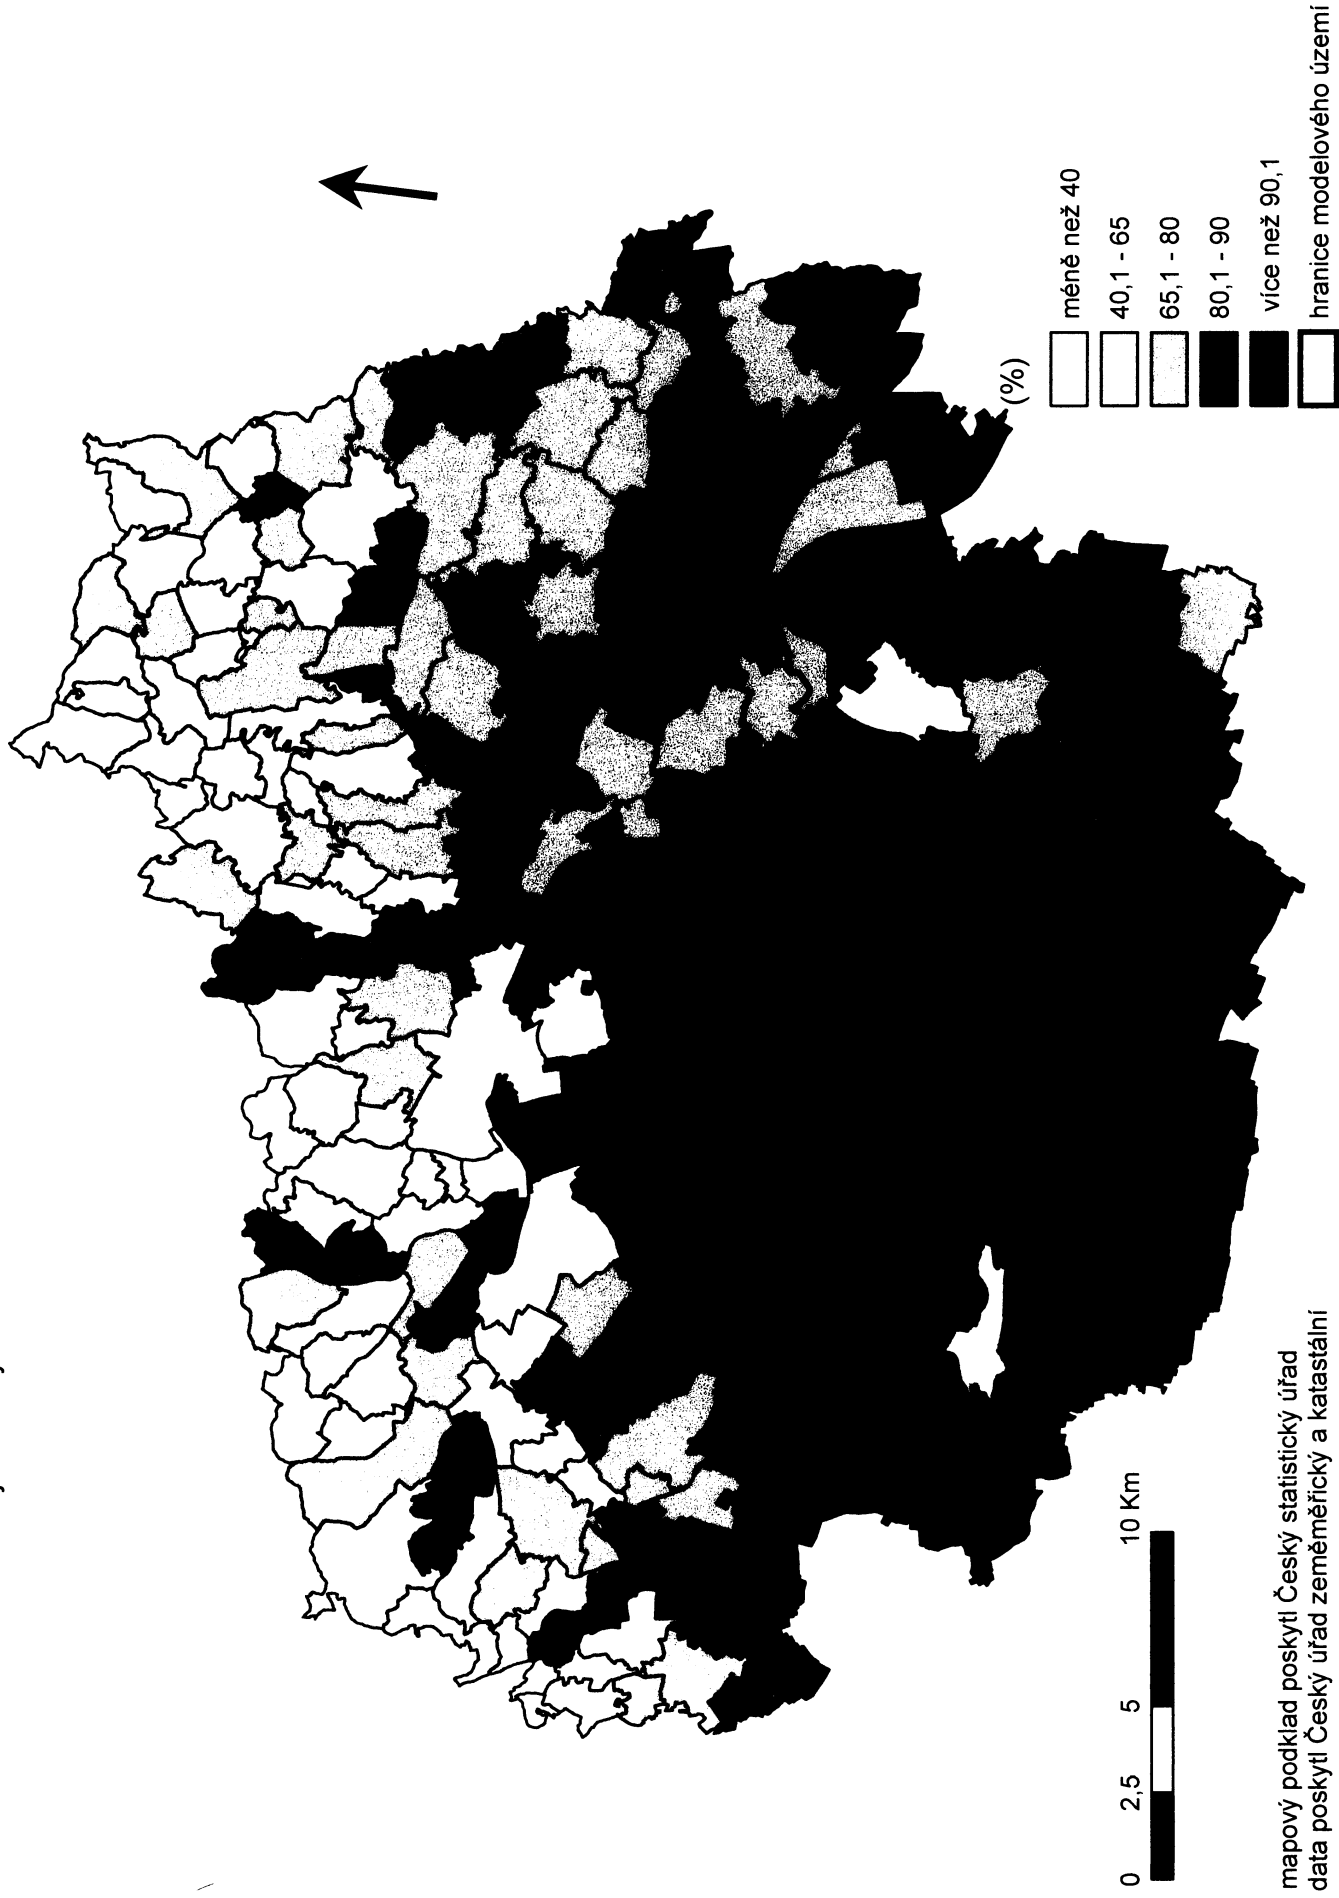 (%)
méně než 40
40,1 - 65
65,1 - 80
80,1 - 90
více než 90,1
hranice modelového území
0 2,5 5 10 Km
mapový podklad poskytl Český statistický úřad
data poskytl Český úřad zeměměřický a katastální